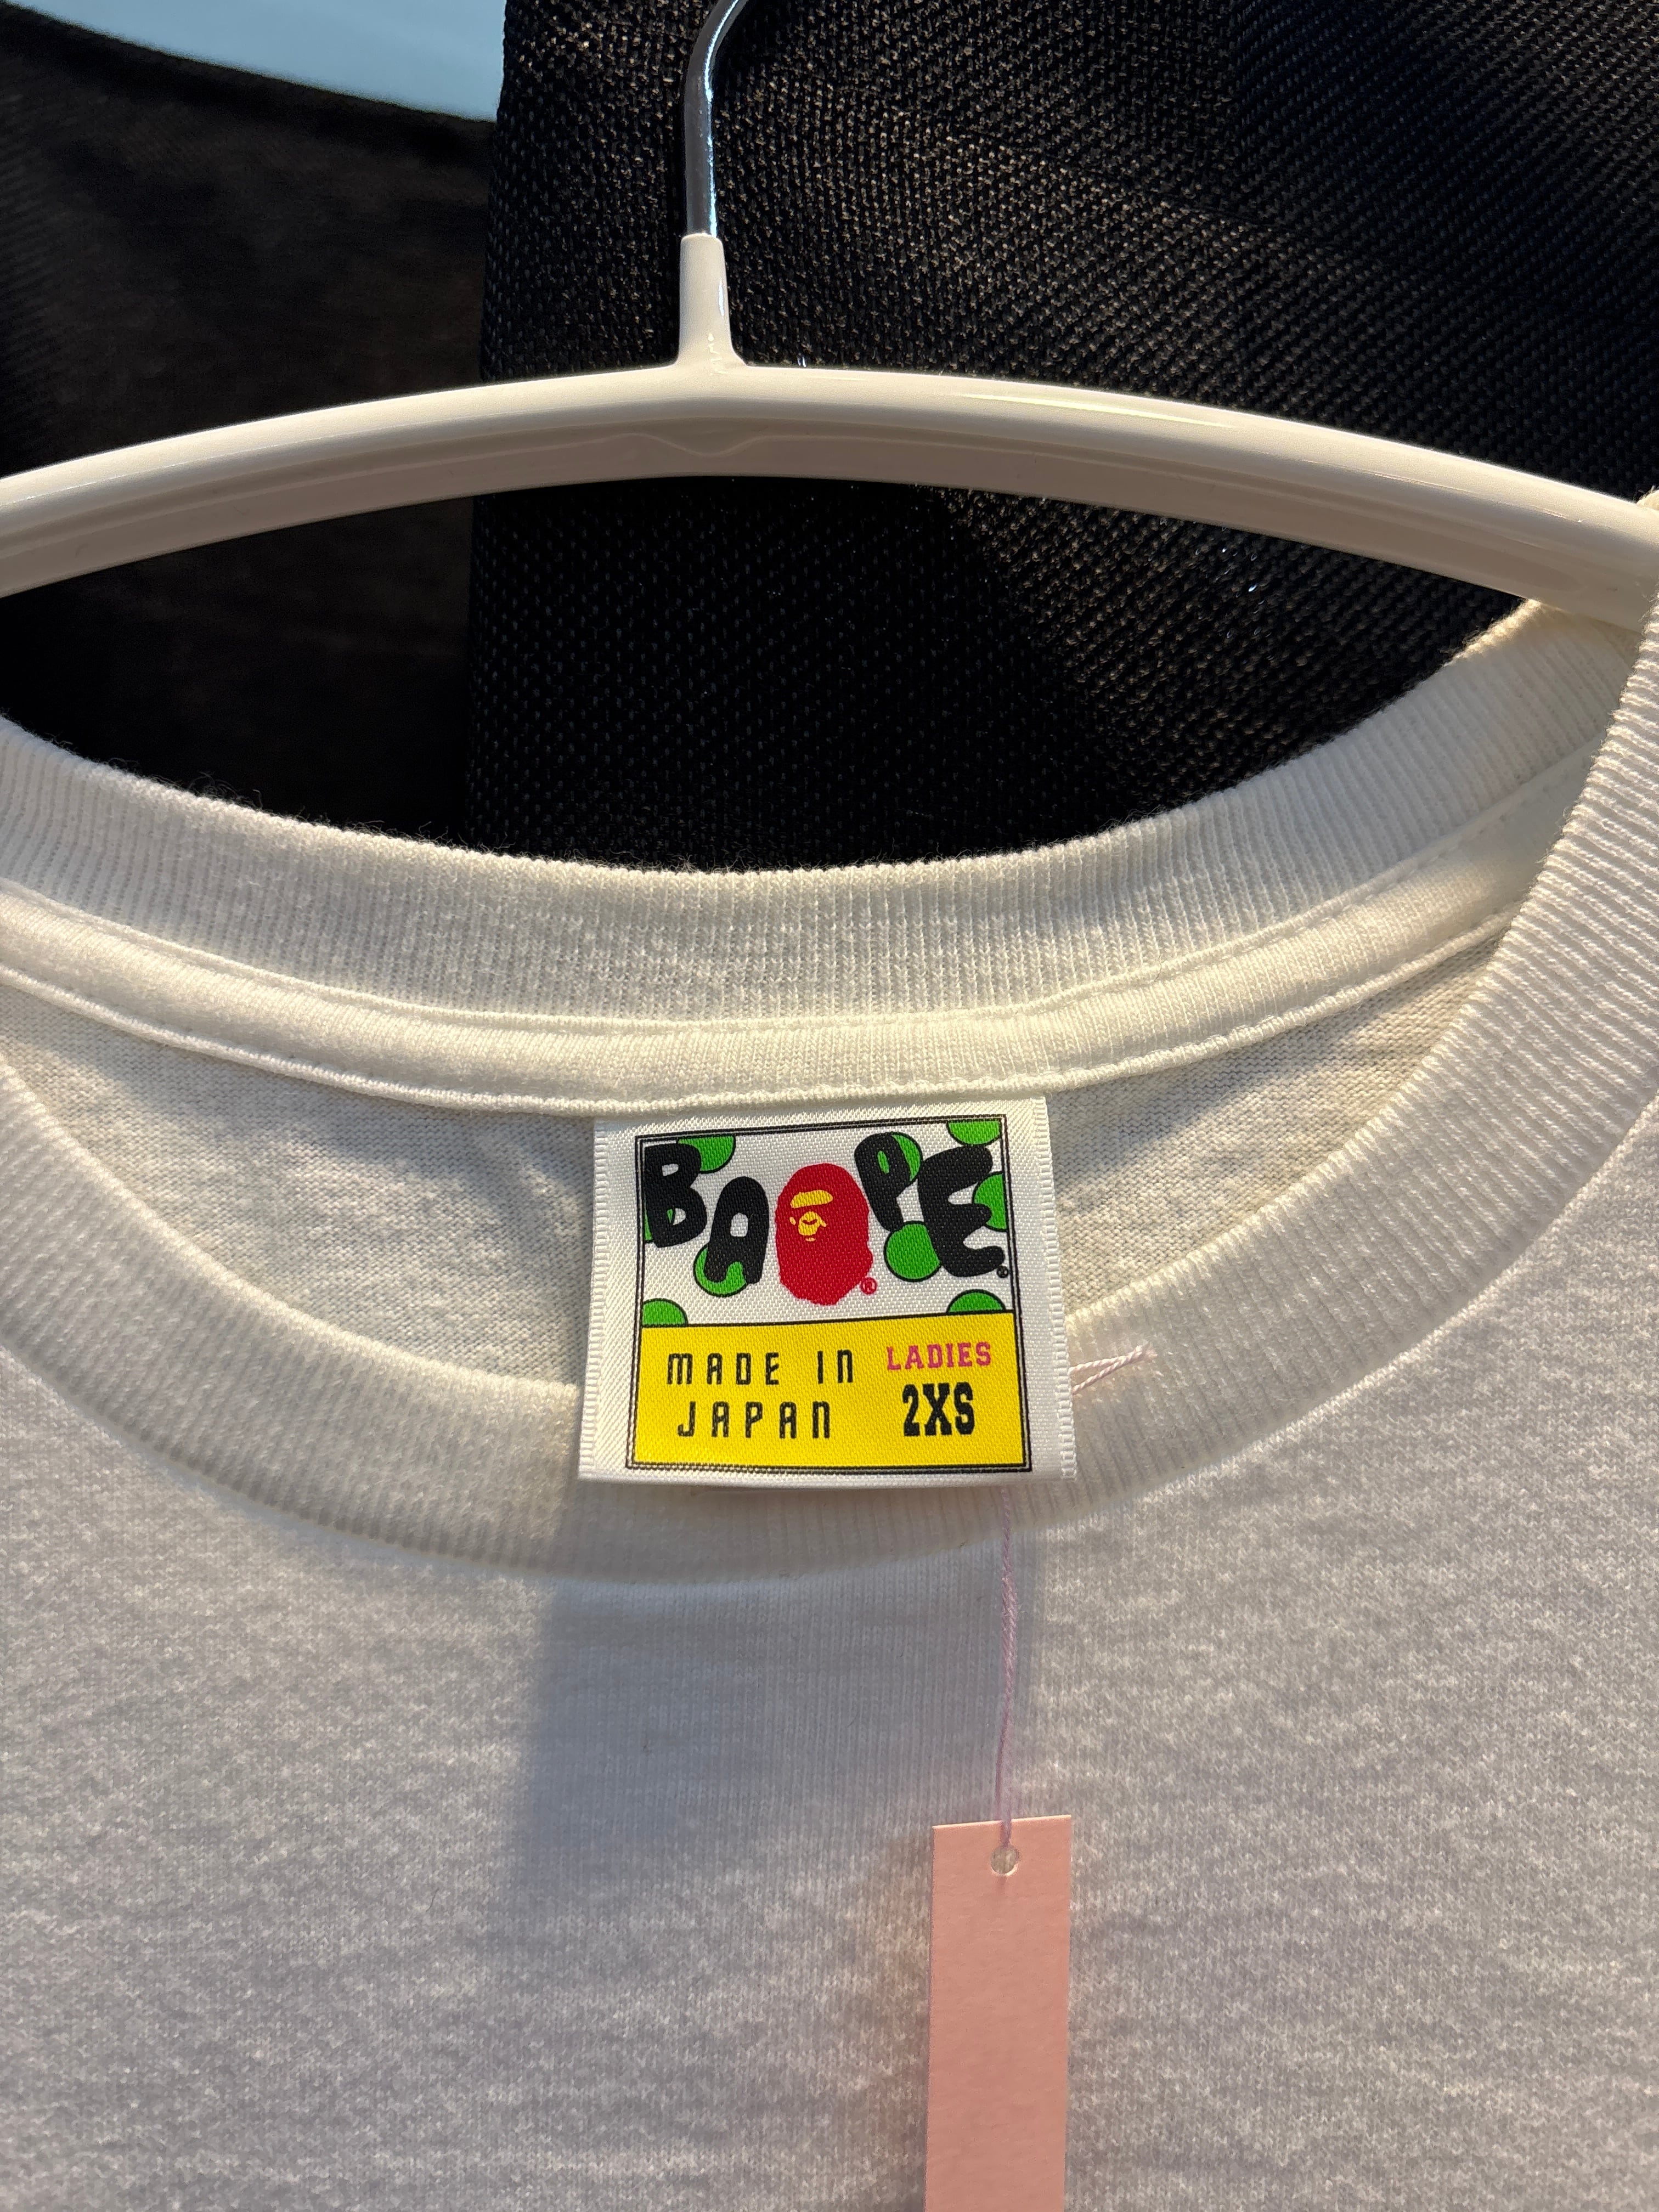 BAPE
®
MADE IN LADIES
JAPAN 2XS